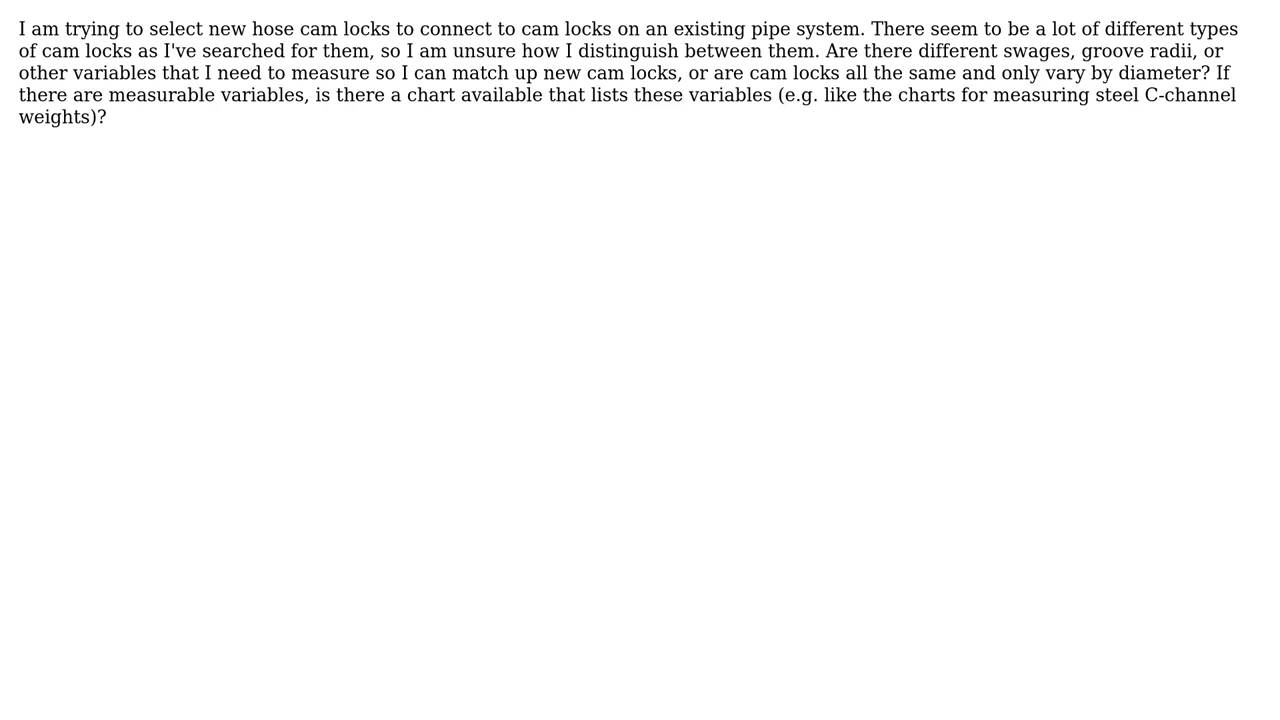 I am trying to select new hose cam locks to connect to cam locks on an existing pipe system. There seem to be a lot of different types
of cam locks as I've searched for them, so I am unsure how I distinguish between them. Are there different swages, groove radii, or
other variables that I need to measure so I can match up new cam locks, or are cam locks all the same and only vary by diameter? If
there are measurable variables, is there a chart available that lists these variables (e.g. like the charts for measuring steel C-channel
weights)?